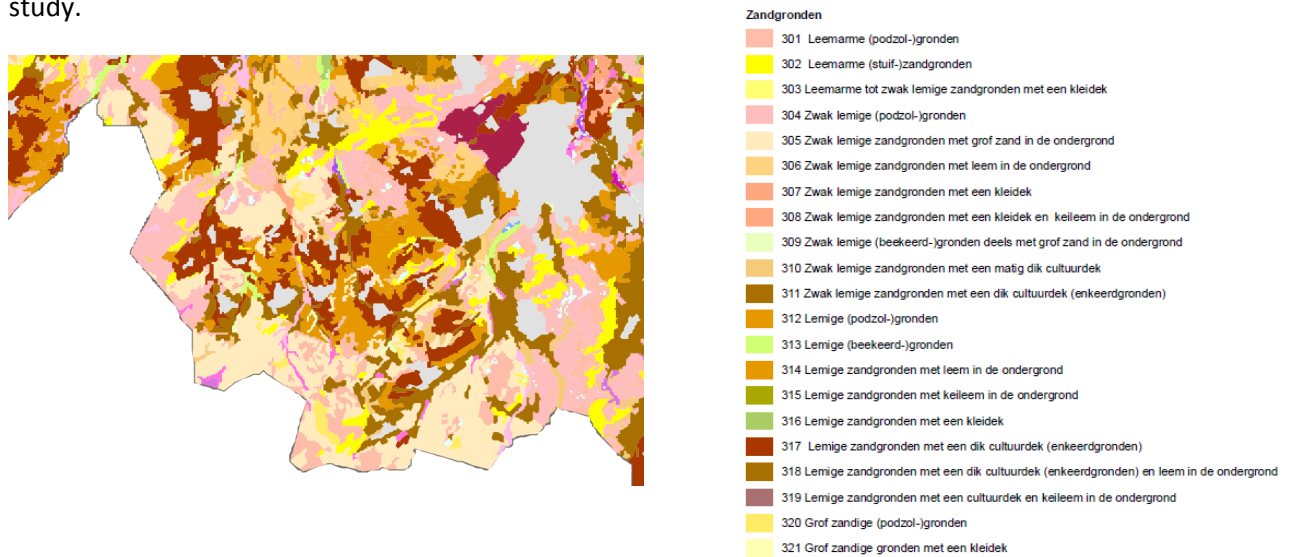 study.
Zandgronden
301 Leemarme (podzol-)gronden
302 Leemarme (stuif-)zandgronden
303 Leemarme tot zwak lemige zandgronden met een kleidek
304 Zwak lemige (podzol-)gronden
305 Zwak lemige zandgronden met grof zand in de ondergrond
306 Zwak lemige zandgronden met leem in de ondergrond
307 Zwak lemige zandgronden met een kleidek
308 Zwak lemige zandgronden met een kleidek en keileem in de ondergrond
309 Zwak lemige (beekeerd-)gronden deels met grof zand in de ondergrond
310 Zwak lemige zandgronden met een matig dik cultuurdek
311 Zwak lemige zandgronden met een dik cultuurdek (enkeerdgronden)
312 Lemige (podzol-)gronden
313 Lemige (beekeerd-)gronden
314 Lemige zandgronden met leem in de ondergrond
315 Lemige zandgronden met keileem in de ondergrond
316 Lemige zandgronden met een kleidek
317 Lemige zandgronden met een dik cultuurdek (enkeerdgronden)
318 Lemige zandgronden met een dik cultuurdek (enkeerdgronden) en leem in de ondergrond
319 Lemige zandgronden met een cultuurdek en keileem in de ondergrond
320 Grof zandige (podzol-)gronden
321 Grof zandige gronden met een kleidek